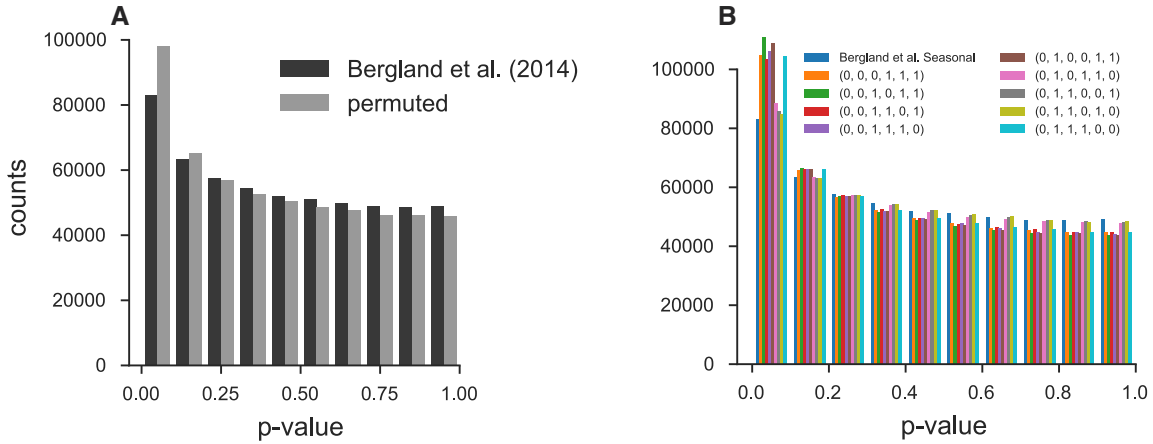 A
counts
100000
80000
60000
40000
20000
0
0.00 0.25 0.50 0.75 1.00
p-value
Bergland et al. (2014)
permuted
B
100000
80000
60000
40000
20000
0
0.0 0.2 0.4 0.6 0.8 1.0
p-value
Bergland et al. Seasonal
(0, 0, 0, 1, 1, 1)
(0, 0, 1, 0, 1, 1)
(0, 0, 1, 1, 0, 1)
(0, 0, 1, 1, 1, 0)
(0, 1, 0, 0, 1, 1)
(0, 1, 0, 1, 1, 0)
(0, 1, 1, 0, 0, 1)
(0, 1, 1, 0, 1, 0)
(0, 1, 1, 1, 0, 0)